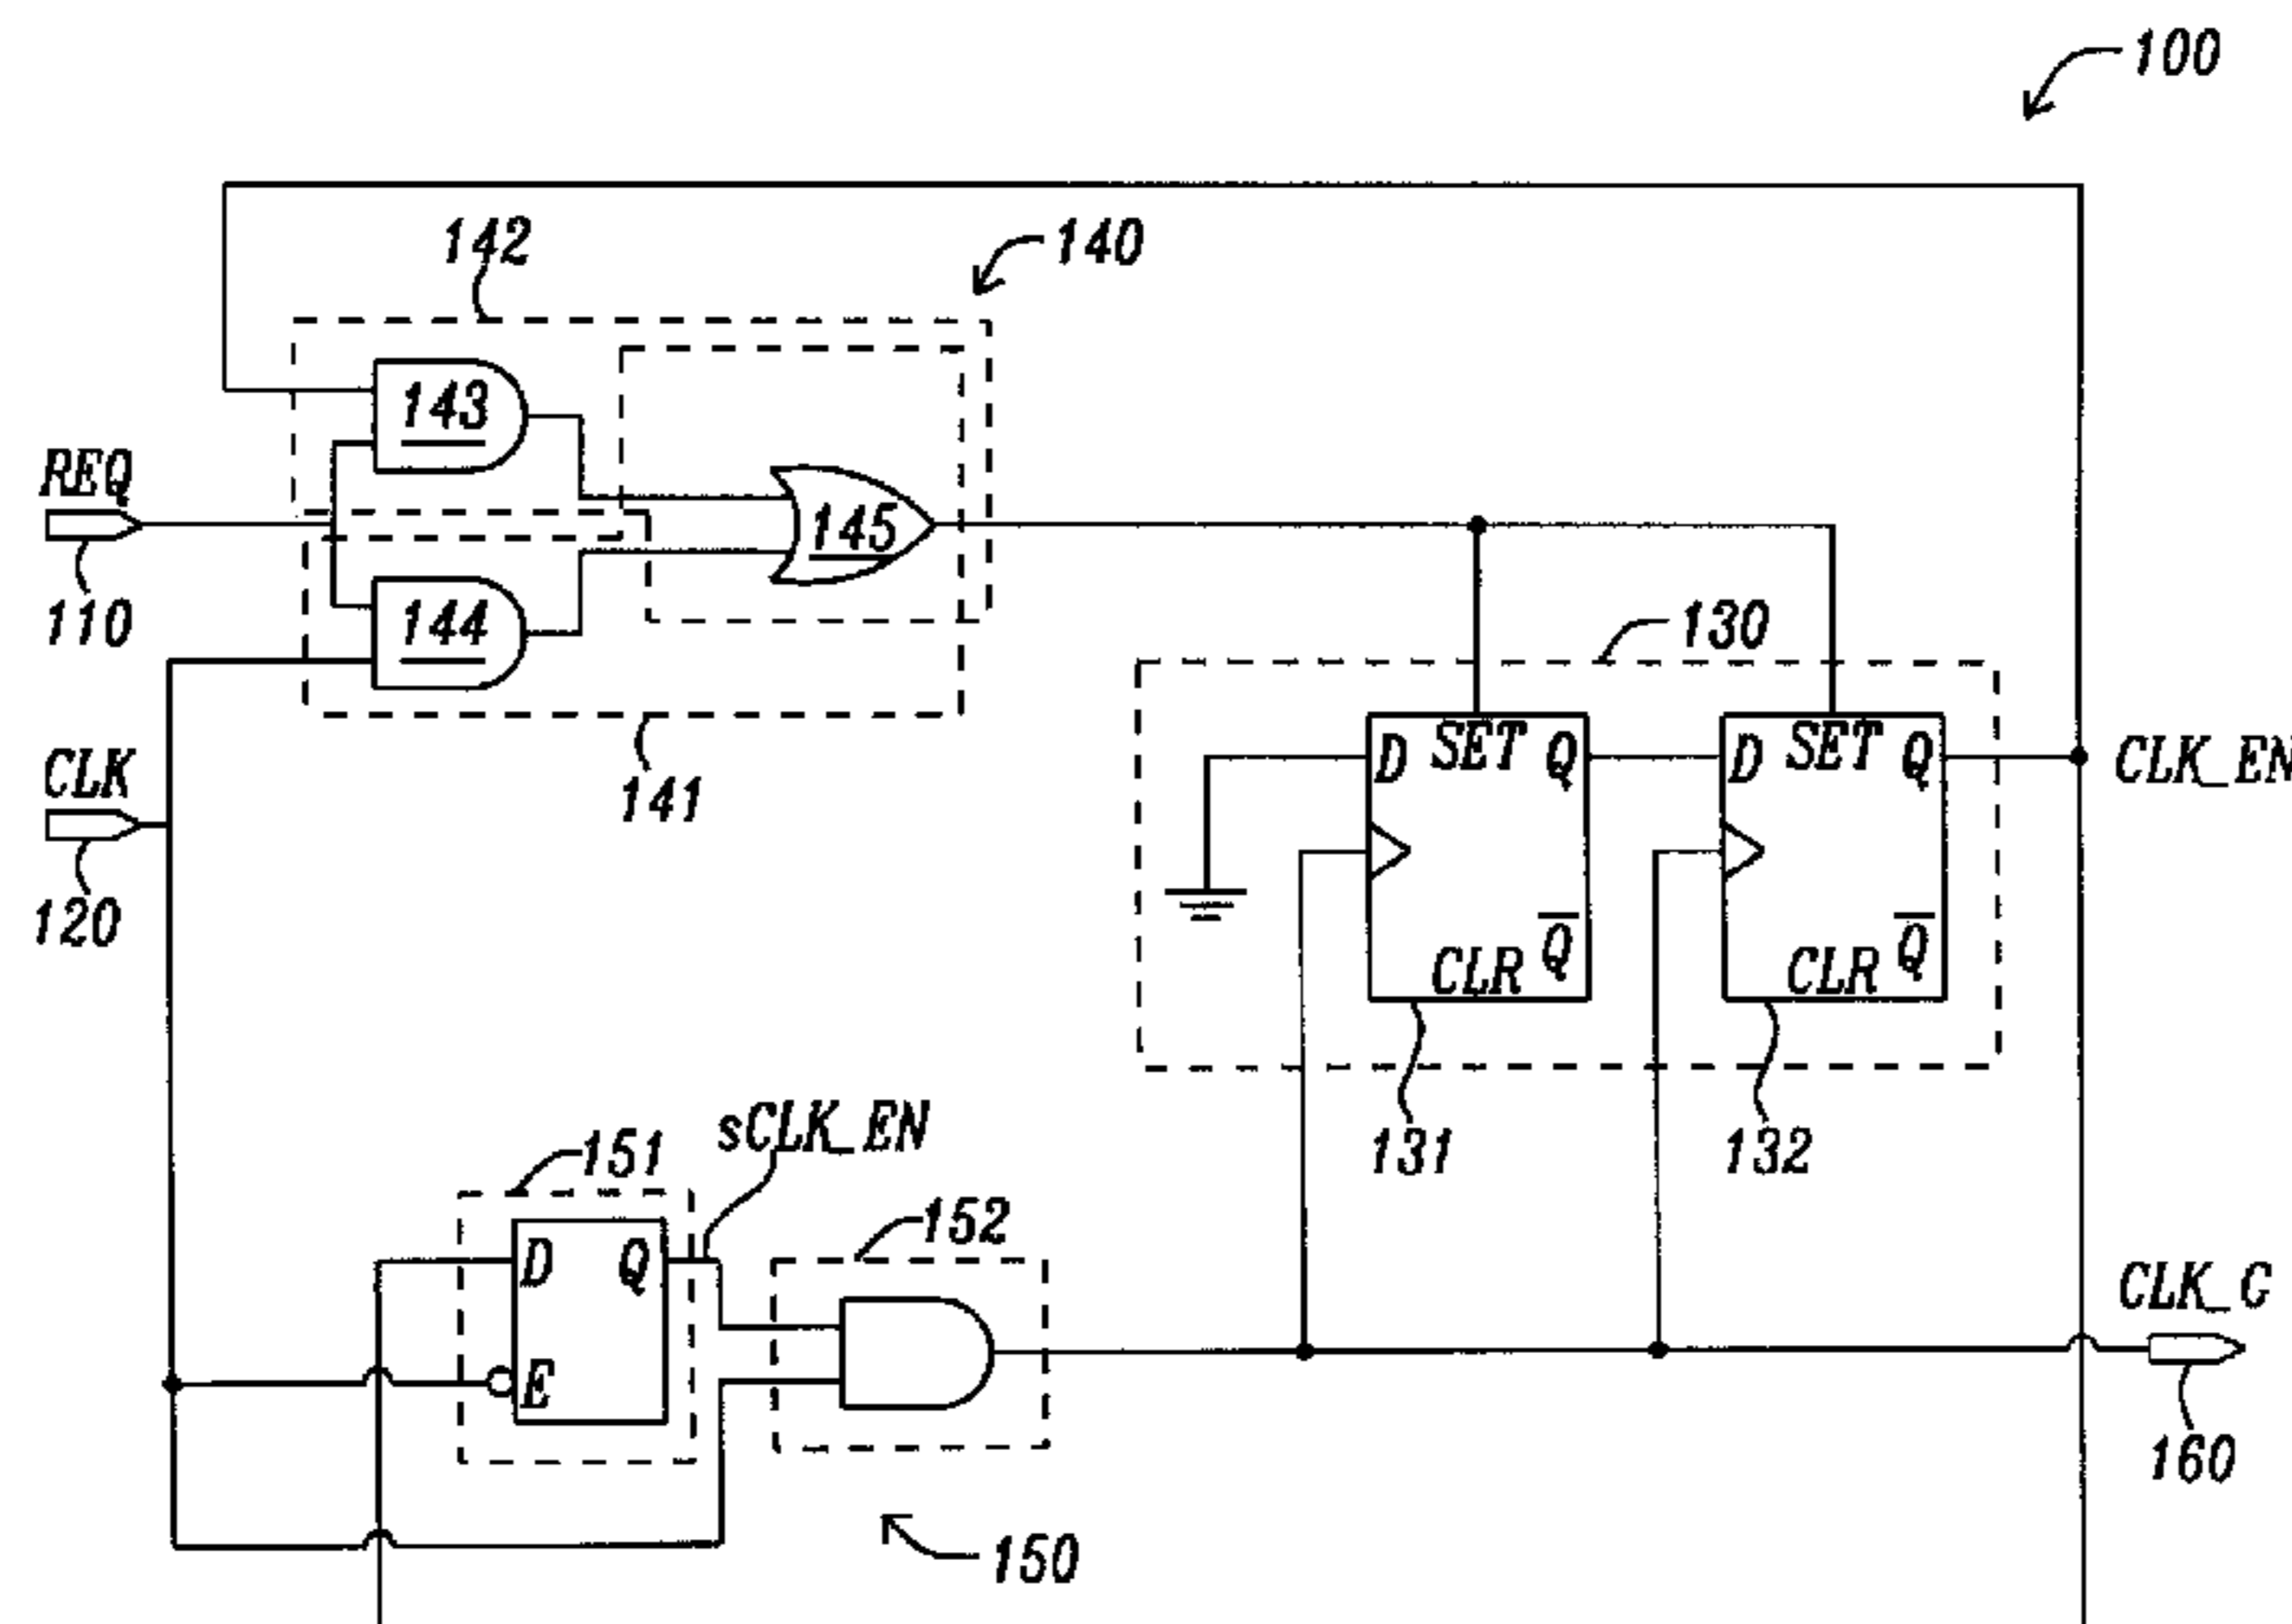 100
142
140
143
REQ
145
110
144
130
D SET Q
D SET Q
CLK
CLK_EN
141
120
Q
Q
CLR
CLR
sCLK_EN
151
131
132
152
D Q
CLK_G
E
160
150